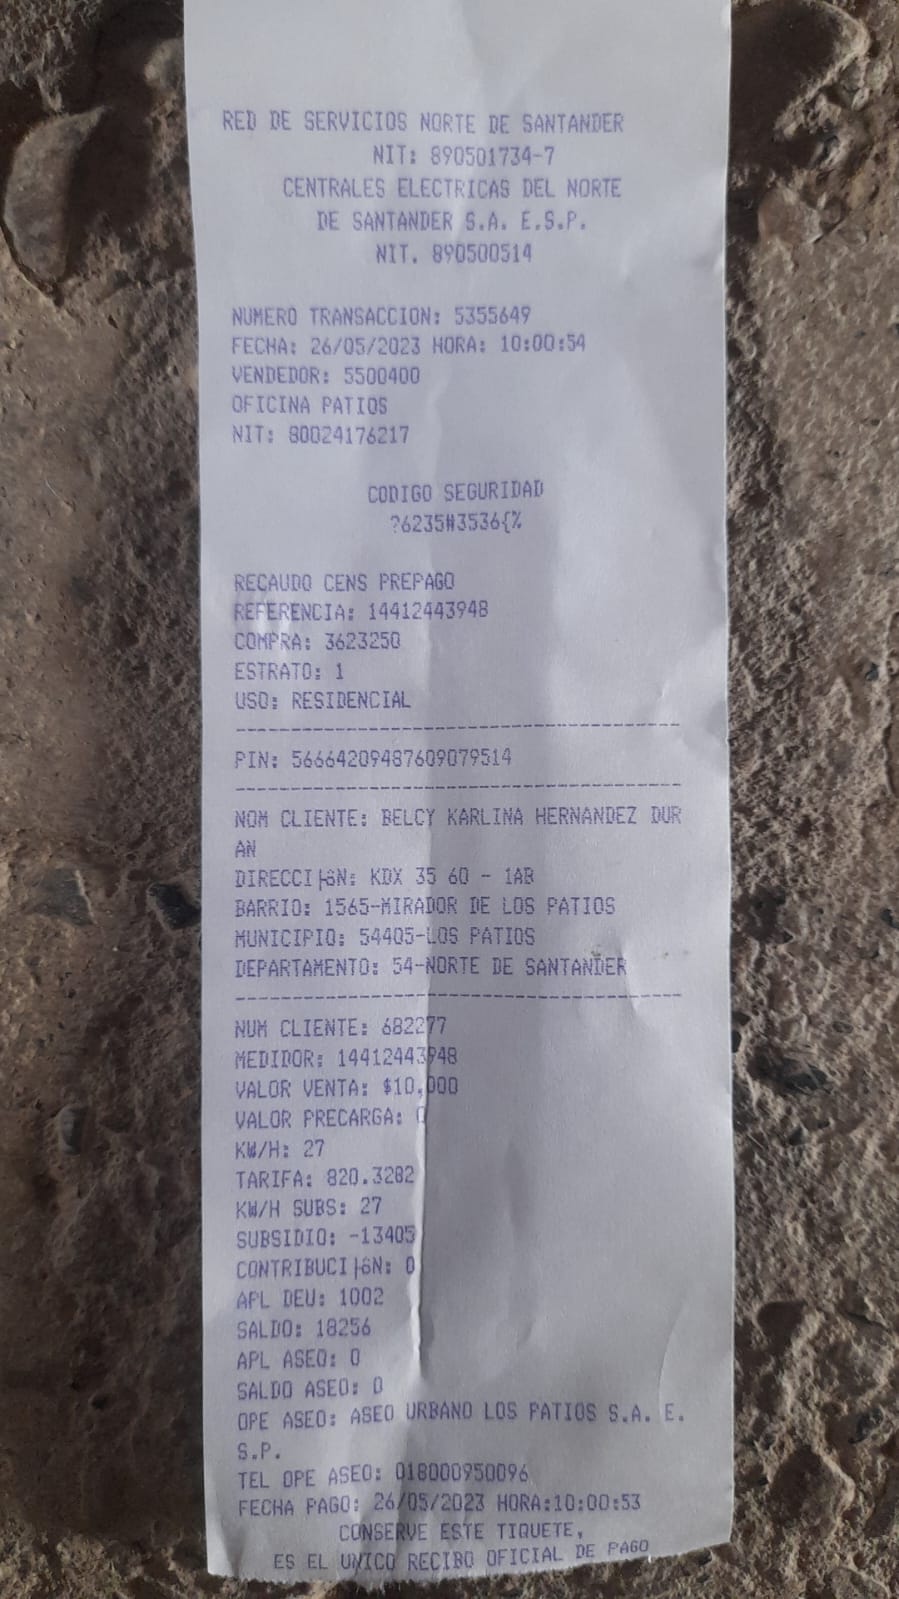 RED DE SERVICIOS NORTE DE SANTANDER
NIT: 890501734-7
CENTRALES ELECTRICAS DEL NORTE
DE SANTANDER S.A. E.S.P.
NIT. 890500514
NUMERO TRANSACCION: 5355649
FECHA: 26/05/2023 HORA: 10:00:54
VENDEDOR: 5500400
OFICINA PATIOS
NIT: 80024176217
CODIGO SEGURIDAD
?6235#3536{%
RECAUDO CENS PREPAGO
REFERENCIA: 14412443948
COMPRA: 3623250
ESTRATO: 1
USO: RESIDENCIAL
--------------------------------------
PIN: 56664209487609079514
--------------------------------------
NOM CLIENTE: BELCY KARLINA HERNANDEZ DUR
AN
DIRECCI├ôN: KDX 35 60 - 1AB
BARRIO: 1565-MIRADOR DE LOS PATIOS
MUNICIPIO: 54405-LOS PATIOS
DEPARTAMENTO: 54-NORTE DE SANTANDER
--------------------------------------
NUM CLIENTE: 682277
MEDIDOR: 14412443948
VALOR VENTA: $10,000
VALOR PRECARGA: 0
KW/H: 27
TARIFA: 820.3282
KW/H SUBS: 27
SUBSIDIO: -13405
CONTRIBUCI├ôN: 0
APL DEU: 1002
SALDO: 18256
APL ASEO: 0
SALDO ASEO: 0
OPE ASEO: ASEO URBANO LOS PATIOS S.A. E.
S.P.
TEL OPE ASEO: 018000950096
FECHA PAGO: 26/05/2023 HORA:10:00:53
CONSERVE ESTE TIQUETE,
ES EL UNICO RECIBO OFICIAL DE PAGO